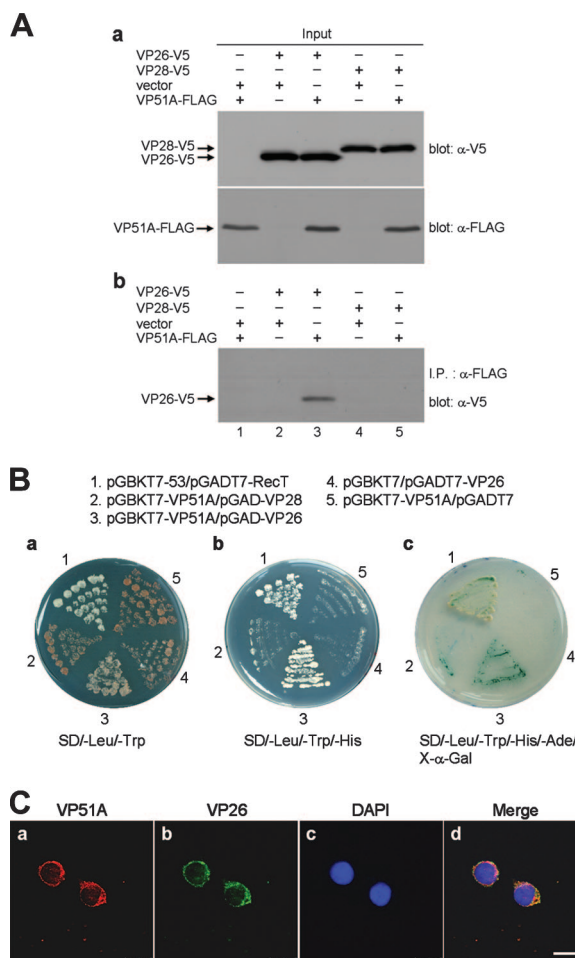 A
a
Input
VP26-V5 – + + – –
VP28-V5 – – – + +
vector + + – + –
VP51A-FLAG + – + – +
VP28-V5
VP26-V5
blot: α-V5
VP51A-FLAG
blot: α-FLAG
b
VP26-V5 – + + – –
VP28-V5 – – – + +
vector + + – + –
VP51A-FLAG + – + – +
I.P. : α-FLAG
VP26-V5
blot: α-V5
1 2 3 4 5
B
1. pGBKT7-53/pGADT7-RecT
4. pGBKT7/pGADT7-VP26
2. pGBKT7-VP51A/pGAD-VP28
5. pGBKT7-VP51A/pGADT7
3. pGBKT7-VP51A/pGAD-VP26
a
1
5
2
4
3
SD/-Leu/-Trp
b
1
5
2
4
3
SD/-Leu/-Trp/-His
c
1
5
2
4
3
SD/-Leu/-Trp/-His/-Ade/
X-α-Gal
C
VP51A VP26 DAPI Merge
a b c d